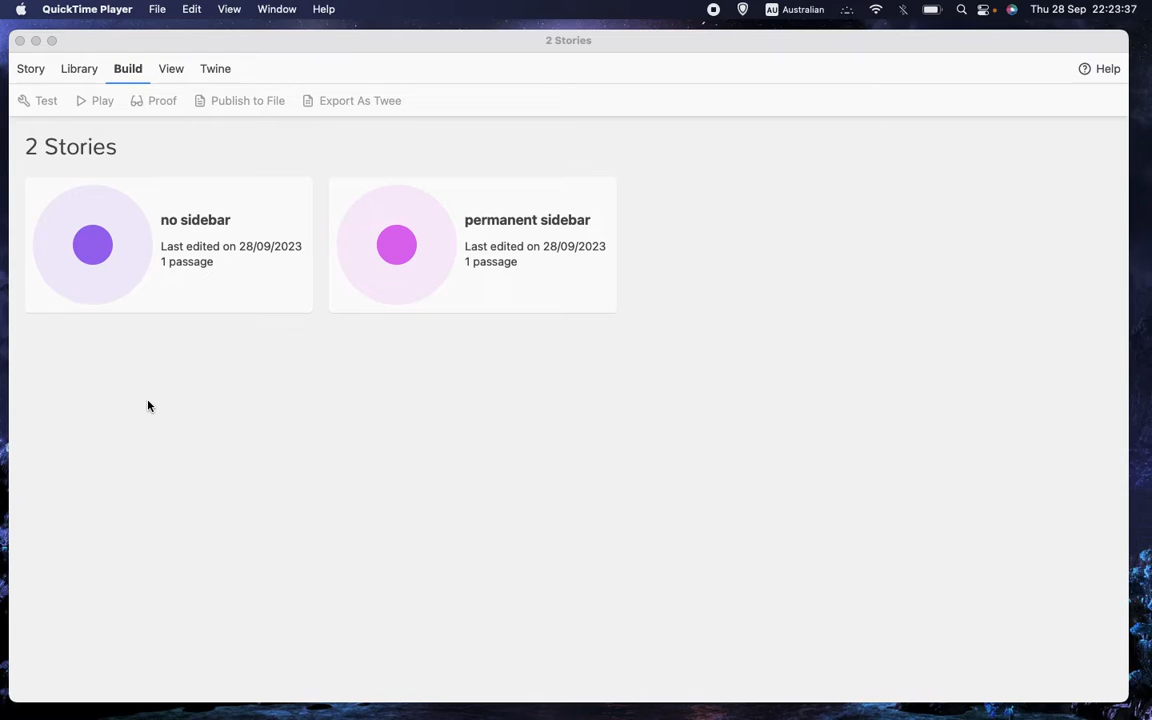 QuickTime Player File Edit View Window Help AU Australian Thu 28 Sep 22:23:37
2 Stories
Story Library Build View Twine Help
Test Play Proof Publish to File Export As Twee
2 Stories
no sidebar
Last edited on 28/09/2023
1 passage
permanent sidebar
Last edited on 28/09/2023
1 passage